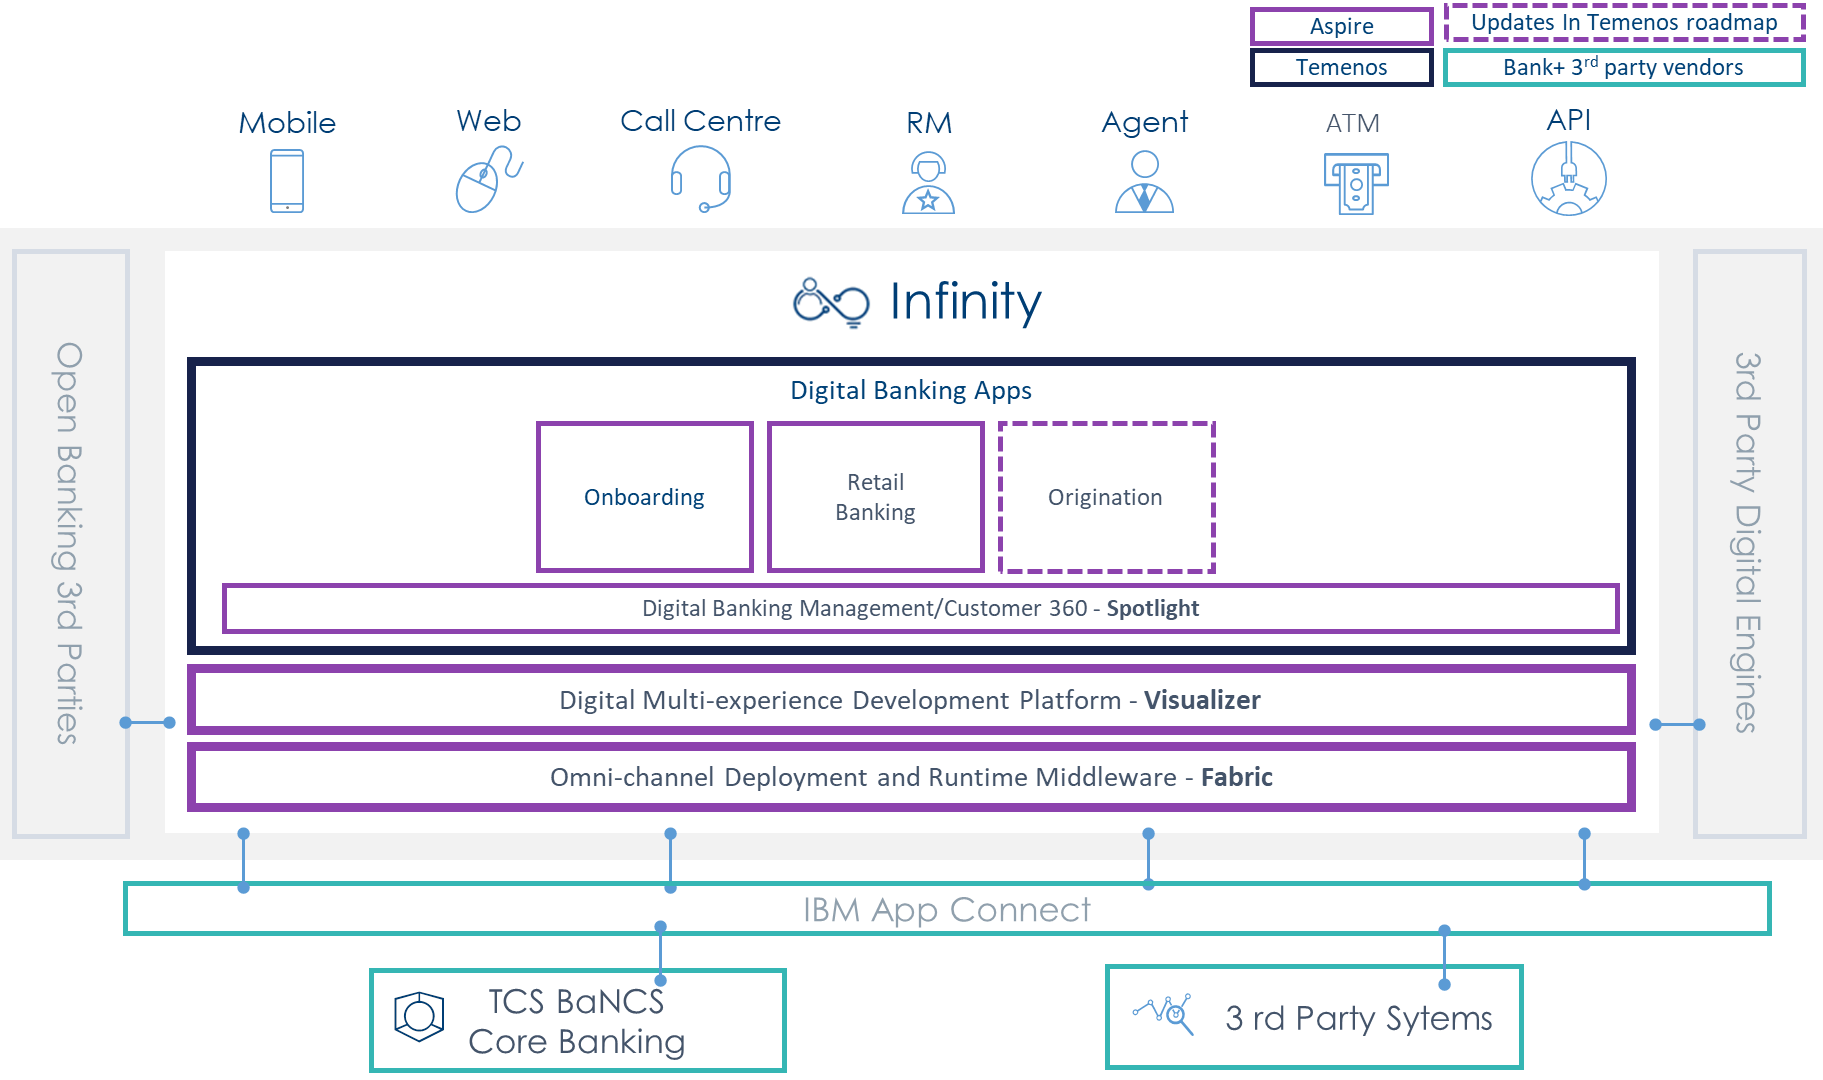 Aspire
Updates In Temenos roadmap
Temenos
Bank+ 3rd party vendors
Mobile
Web
Call Centre
RM
Agent
ATM
API
Open Banking 3rd Parties
3rd Party Digital Engines
Infinity
Digital Banking Apps
Onboarding
Retail
Banking
Origination
Digital Banking Management/Customer 360 - Spotlight
Digital Multi-experience Development Platform - Visualizer
Omni-channel Deployment and Runtime Middleware - Fabric
IBM App Connect
TCS BaNCS
Core Banking
3 rd Party Sytems